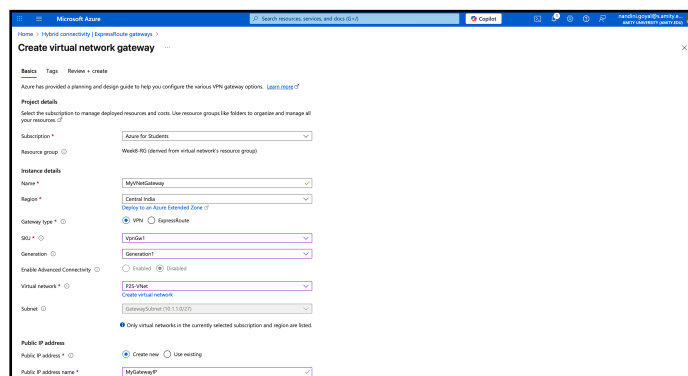 Microsoft Azure
Search resources, services, and docs (G+/)
Copilot
nandini.goyal@s.amity.e...
AMITY UNIVERSITY (AMITY.EDU)
Home > Hybrid connectivity | ExpressRoute gateways >
Create virtual network gateway ...
Basics Tags Review + create
Azure has provided a planning and design guide to help you configure the various VPN gateway options. Learn more
Project details
Select the subscription to manage deployed resources and costs. Use resource groups like folders to organize and manage all
your resources.
Subscription * Azure for Students
Resource group Week8-RG (derived from virtual network's resource group)
Instance details
Name * MyVNetGateway
Region * Central India
Deploy to an Azure Extended Zone
Gateway type * VPN ExpressRoute
SKU * VpnGw1
Generation Generation1
Enable Advanced Connectivity Enabled Disabled
Virtual network * P2S-VNet
Create virtual network
Subnet GatewaySubnet (10.1.1.0/27)
Only virtual networks in the currently selected subscription and region are listed.
Public IP address
Public IP address * Create new Use existing
Public IP address name * MyGatewayIP